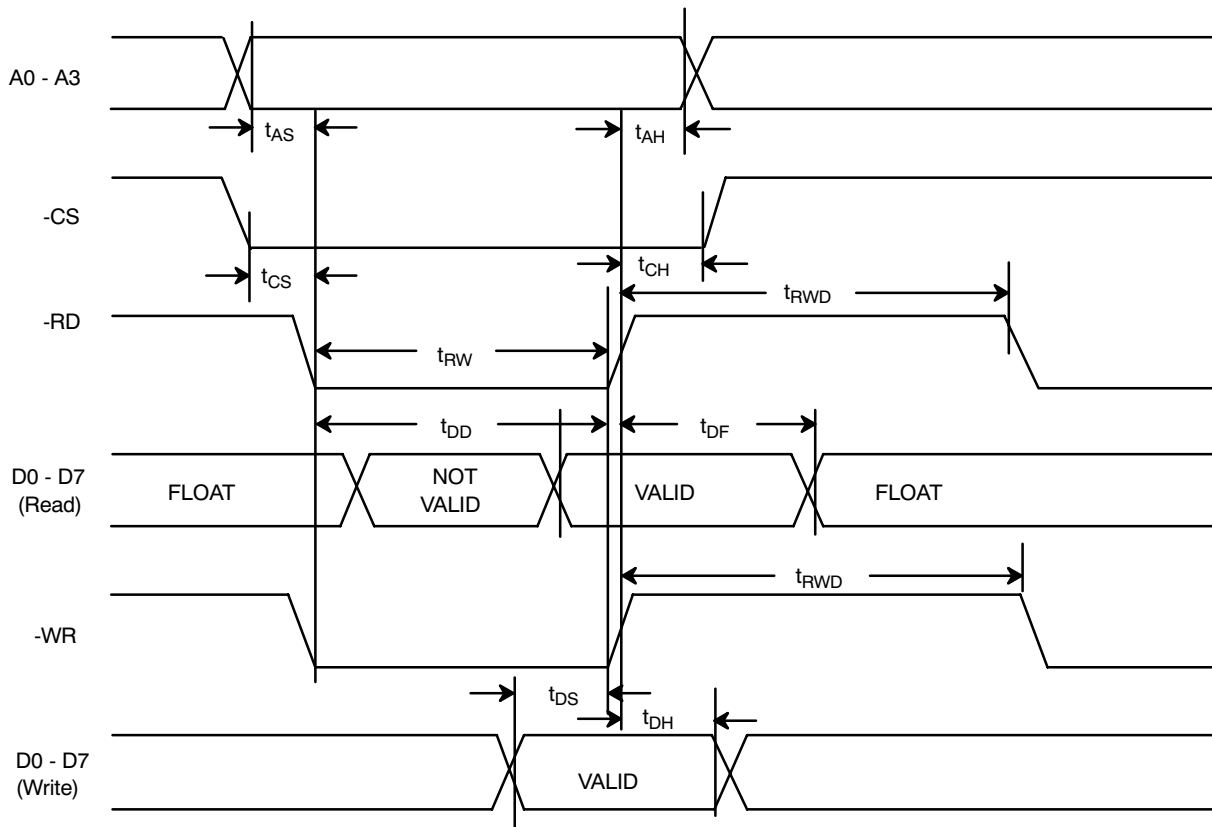 A0 - A3
tAS
tAH
-CS
tCS
tCH
tRWD
-RD
tRW
tDD
tDF
D0 - D7
(Read)
FLOAT
NOT
VALID
VALID
FLOAT
tRWD
-WR
tDS
tDH
D0 - D7
(Write)
VALID